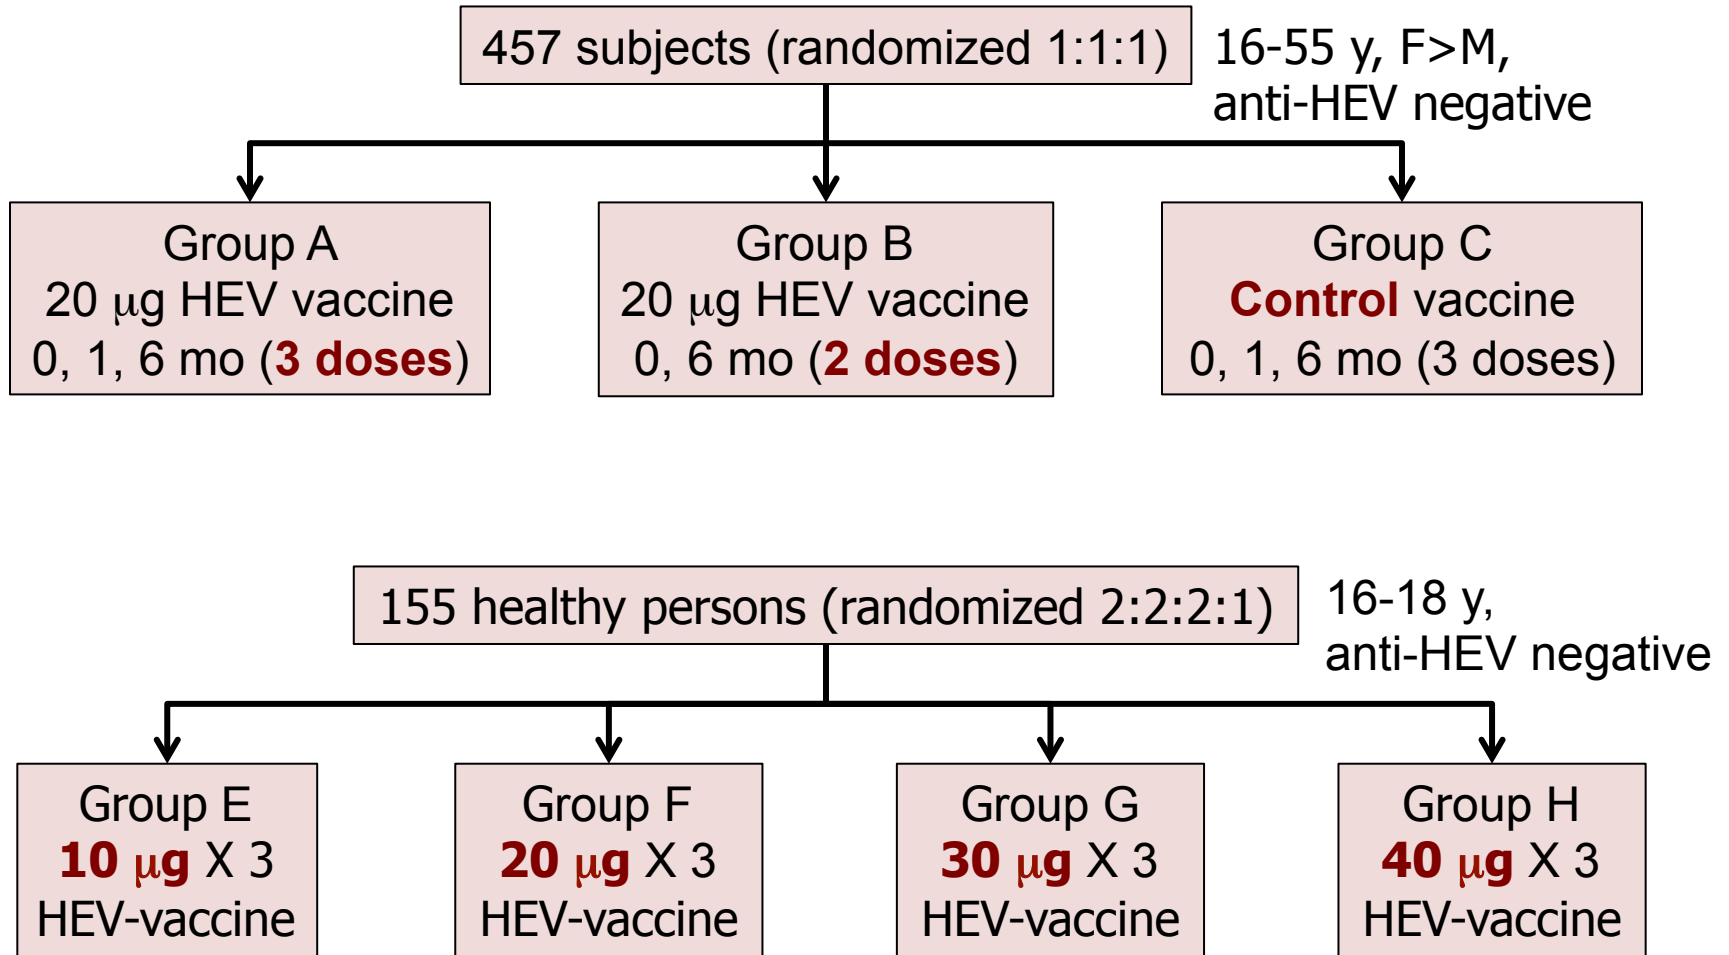 457 subjects (randomized 1:1:1)
16-55 y, F>M,
anti-HEV negative
Group A
20 μg HEV vaccine
0, 1, 6 mo (3 doses)
Group B
20 μg HEV vaccine
0, 6 mo (2 doses)
Group C
Control vaccine
0, 1, 6 mo (3 doses)
155 healthy persons (randomized 2:2:2:1)
16-18 y,
anti-HEV negative
Group E
10 μg X 3
HEV-vaccine
Group F
20 μg X 3
HEV-vaccine
Group G
30 μg X 3
HEV-vaccine
Group H
40 μg X 3
HEV-vaccine